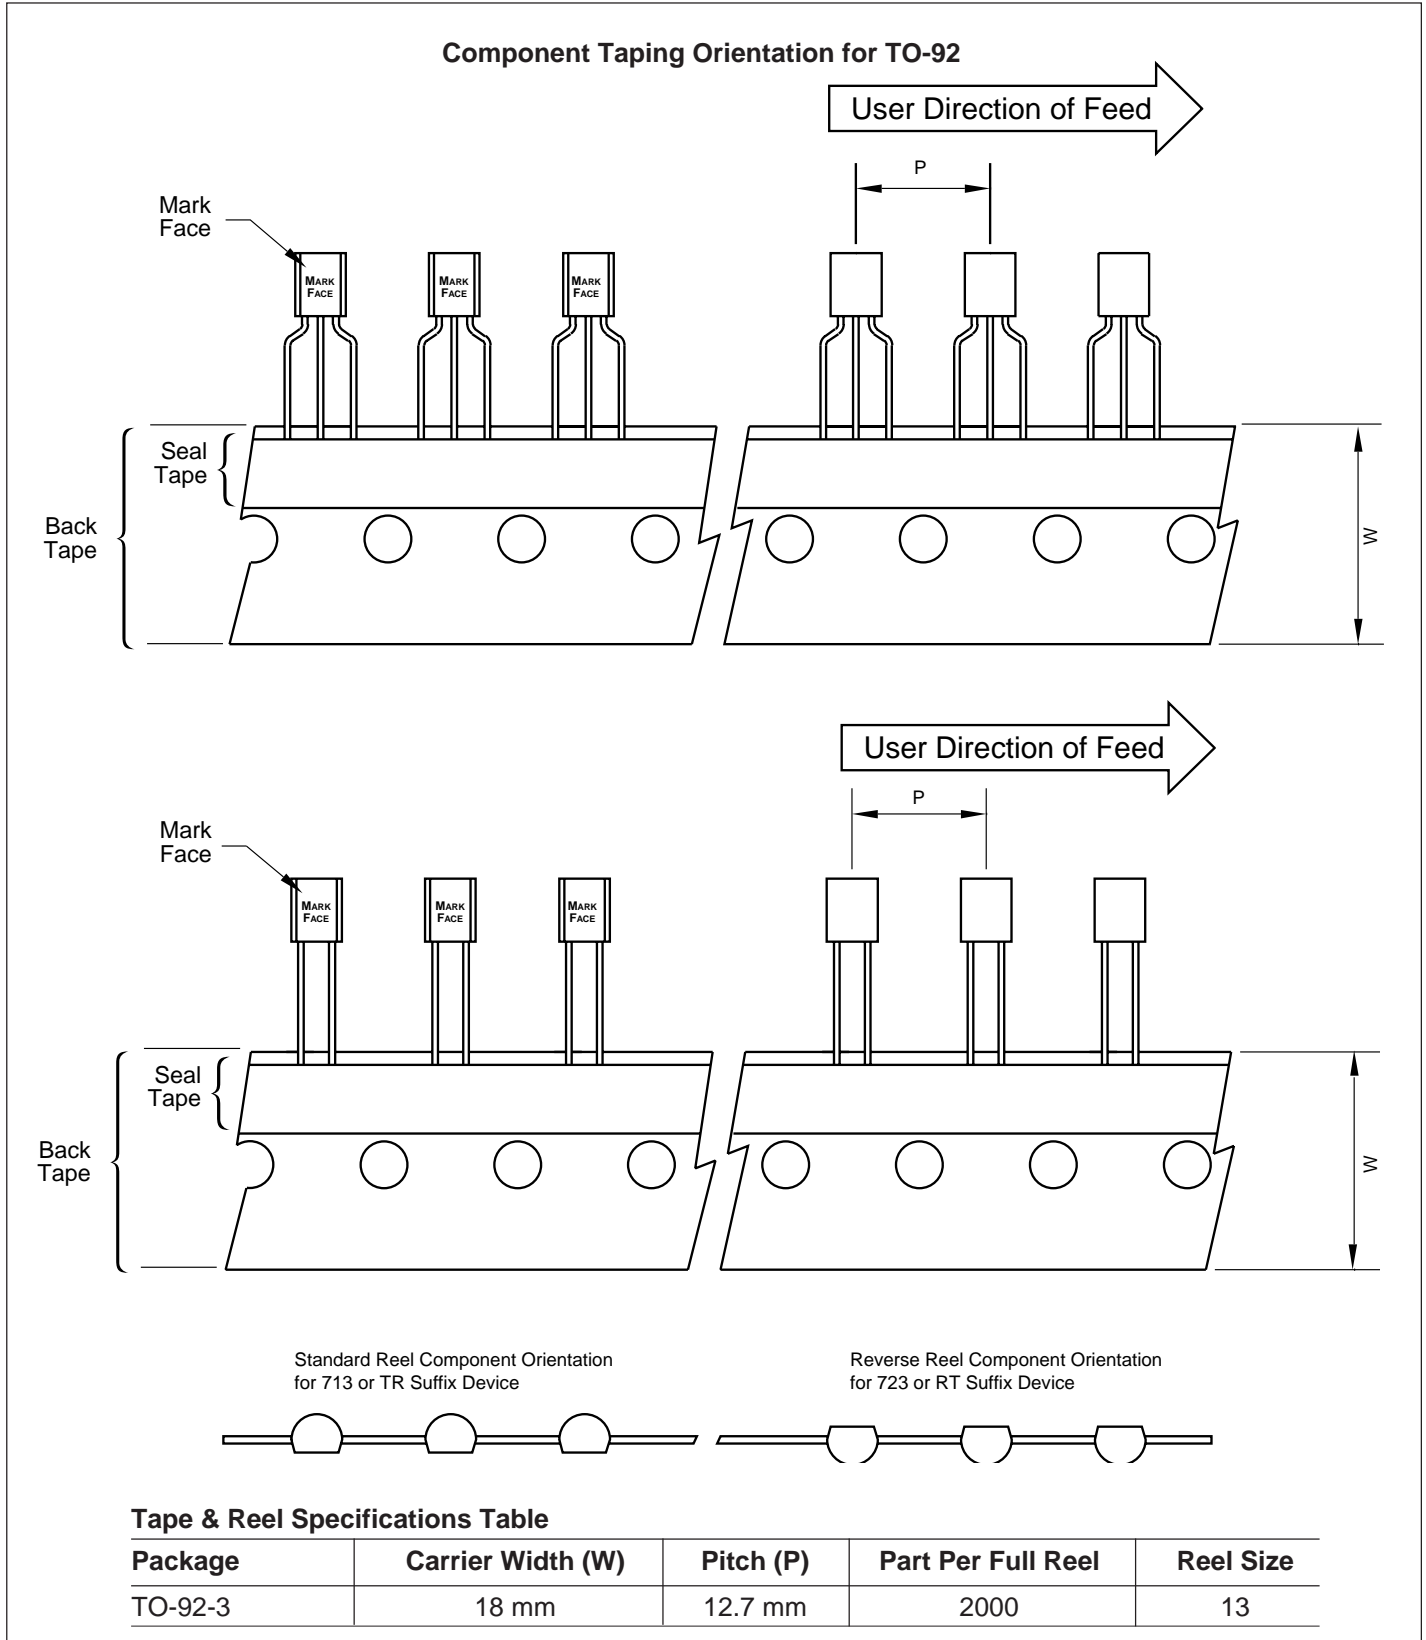 Component Taping Orientation for TO-92
User Direction of Feed
P
Mark
Face
MARK
FACE
MARK
FACE
MARK
FACE
Seal
Tape
Back
Tape
W
User Direction of Feed
P
Mark
Face
MARK
FACE
MARK
FACE
MARK
FACE
Seal
Tape
Back
Tape
W
Standard Reel Component Orientation
for 713 or TR Suffix Device
Reverse Reel Component Orientation
for 723 or RT Suffix Device
Tape & Reel Specifications Table
Package Carrier Width (W) Pitch (P) Part Per Full Reel Reel Size
TO-92-3 18 mm 12.7 mm 2000 13